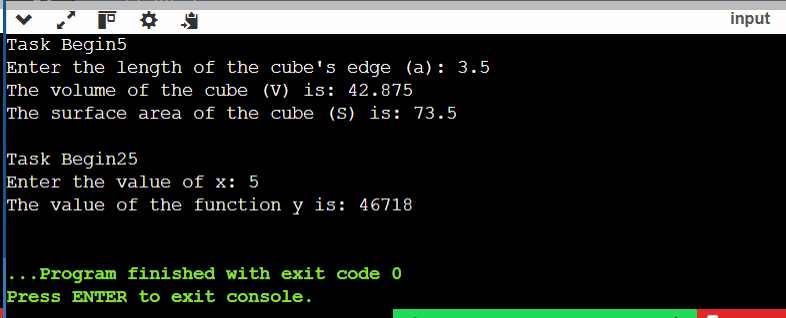 input
Task Begin5
Enter the length of the cube's edge (a): 3.5
The volume of the cube (V) is: 42.875
The surface area of the cube (S) is: 73.5
Task Begin25
Enter the value of x: 5
The value of the function y is: 46718
...Program finished with exit code 0
Press ENTER to exit console.